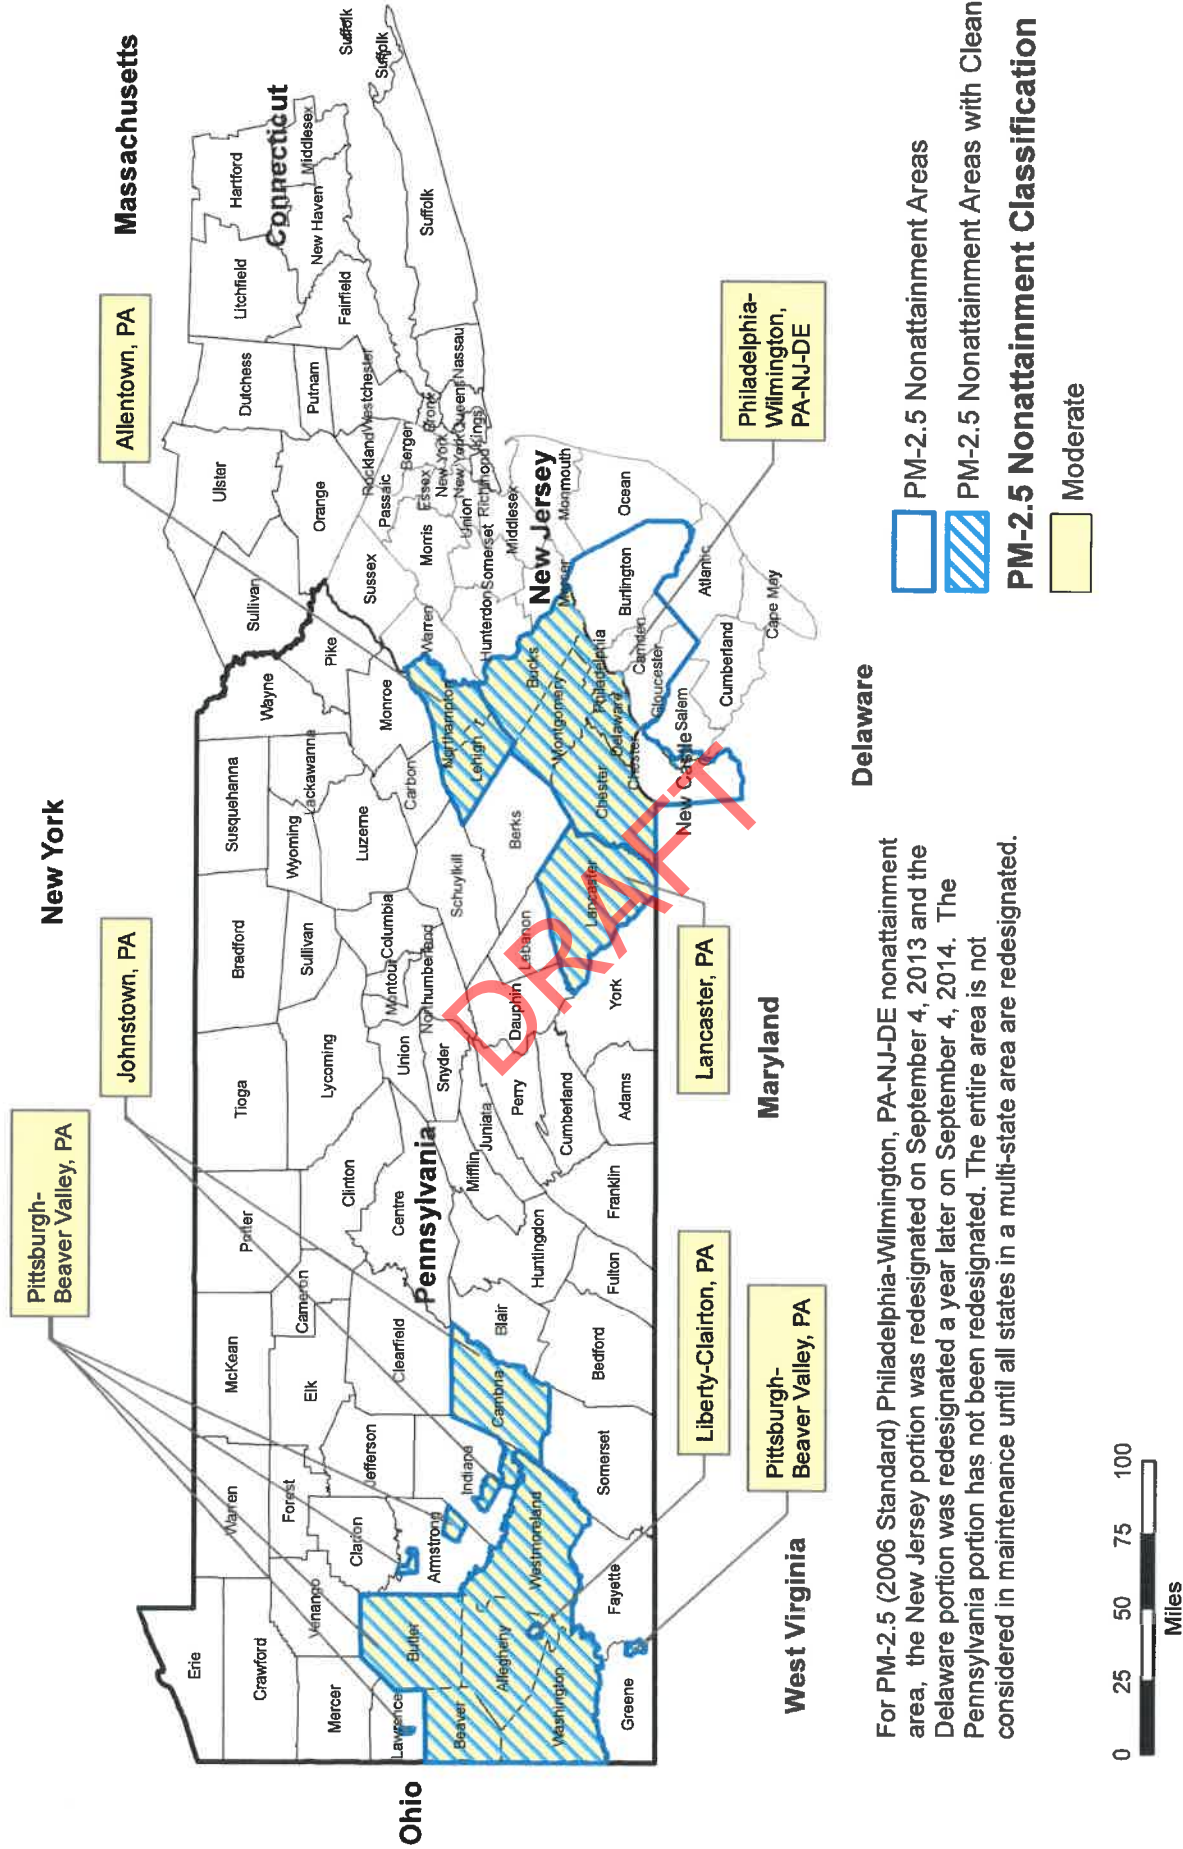 Massachusetts
New York
Connecticut
Pennsylvania
New Jersey
Ohio
West Virginia
Maryland
Delaware
Pittsburgh-
Beaver Valley, PA
Johnstown, PA
Allentown, PA
Liberty-Clairton, PA
Pittsburgh-
Beaver Valley, PA
Lancaster, PA
Philadelphia-
Wilmington,
PA-NJ-DE
Erie
Crawford
Mercer
Lawrence
Beaver
Washington
Greene
Warren
Forest
Venango
Clarion
Butler
Armstrong
Allegheny
Westmoreland
Fayette
McKean
Elk
Cameron
Jefferson
Clearfield
Indiana
Cambria
Somerset
Potter
Clinton
Centre
Blair
Bedford
Huntingdon
Fulton
Franklin
Tioga
Lycoming
Union
Snyder
Mifflin
Juniata
Perry
Cumberland
Adams
Bradford
Sullivan
Columbia
Montour
Northumberland
Dauphin
Lebanon
York
Susquehanna
Wyoming
Lackawanna
Luzerne
Carbon
Schuylkill
Berks
Lancaster
Wayne
Pike
Monroe
Northampton
Lehigh
Bucks
Montgomery
Philadelphia
Delaware
Chester
Chester
New Castle
Sullivan
Ulster
Orange
Dutchess
Putnam
Rockland
Westchester
Bronx
New York
New York
Queens
Kings
Richmond
Nassau
Suffolk
Suffolk
Suffolk
Litchfield
Hartford
Fairfield
New Haven
Middlesex
Sussex
Passaic
Bergen
Morris
Essex
Union
Warren
Hunterdon
Somerset
Middlesex
Mercer
Monmouth
Ocean
Burlington
Camden
Gloucester
Salem
Atlantic
Cumberland
Cape May
DRAFT
For PM-2.5 (2006 Standard) Philadelphia-Wilmington, PA-NJ-DE nonattainment
area, the New Jersey portion was redesignated on September 4, 2013 and the
Delaware portion was redesignated a year later on September 4, 2014. The
Pennsylvania portion has not been redesignated. The entire area is not
considered in maintenance until all states in a multi-state area are redesignated.
PM-2.5 Nonattainment Areas
PM-2.5 Nonattainment Areas with Clean
PM-2.5 Nonattainment Classification
Moderate
0 25 50 75 100
Miles